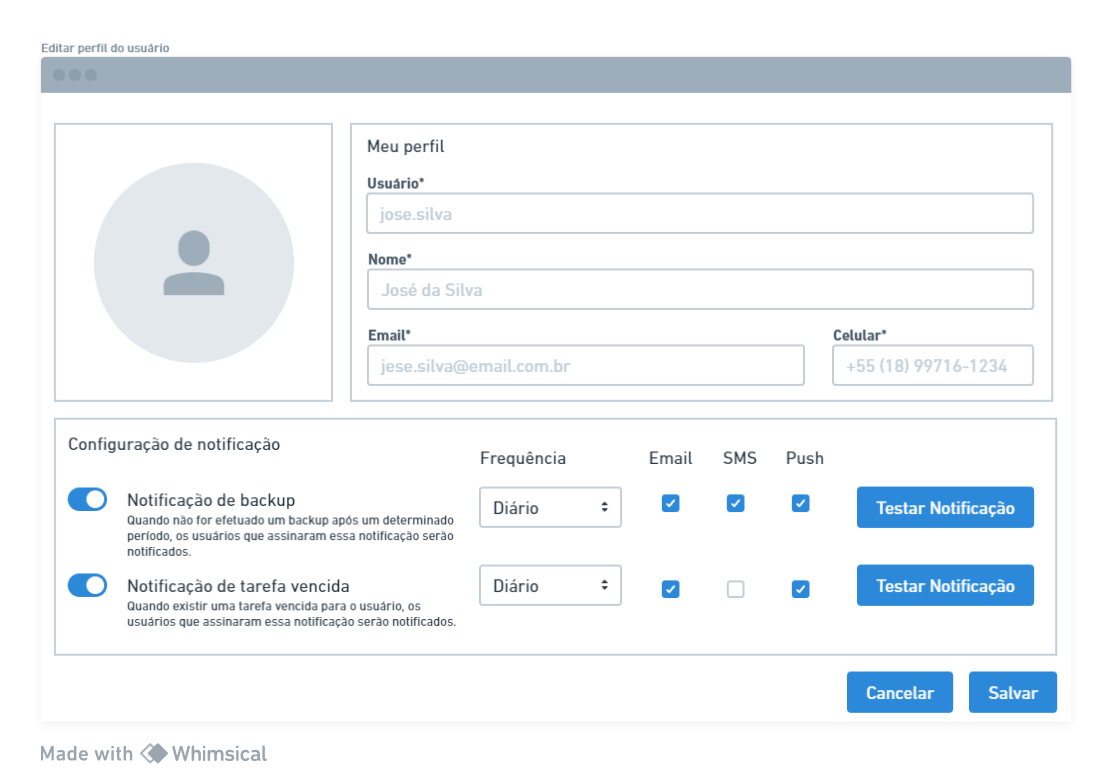 Editar perfil do usuário
Meu perfil
Usuário*
jose.silva
Nome*
José da Silva
Email*
Celular*
jese.silva@email.com.br
+55 (18) 99716-1234
Configuração de notificação
Frequência
Email
SMS
Push
Notificação de backup
Quando não for efetuado um backup após um determinado
período, os usuários que assinaram essa notificação serão
notificados.
Diário
Testar Notificação
Notificação de tarefa vencida
Quando existir uma tarefa vencida para o usuário, os
usuários que assinaram essa notificação serão notificados.
Diário
Testar Notificação
Cancelar
Salvar
Made with Whimsical